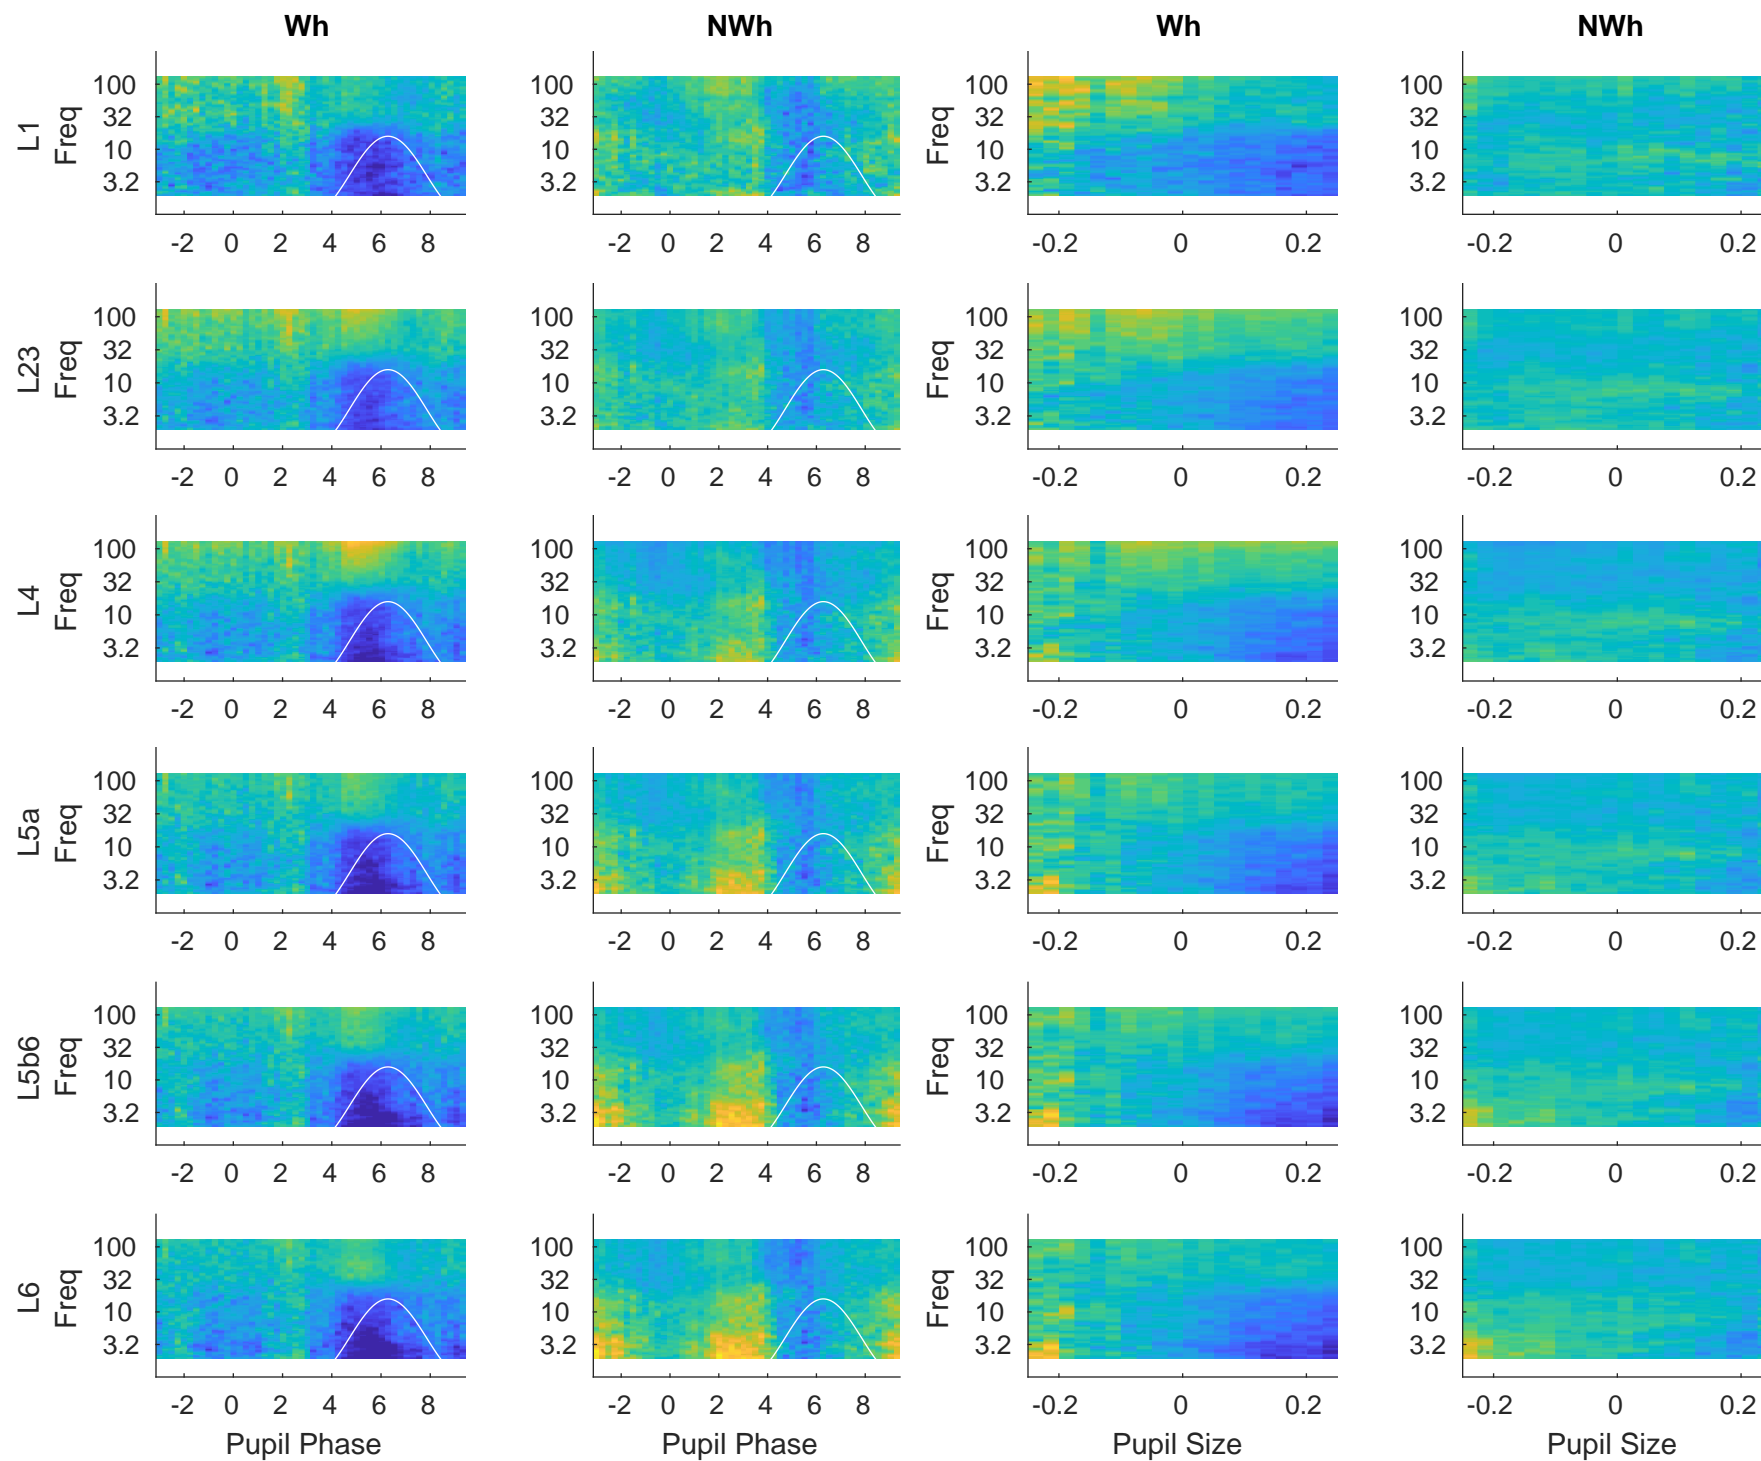 Wh NWh Wh NWh
L1
Freq Freq
100 100 100 100
32 32 32 32
10 10 10 10
3.2 3.2 3.2 3.2
-2 0 2 4 6 8 -2 0 2 4 6 8 -0.2 0 0.2 -0.2 0 0.2
L23
Freq Freq
100 100 100 100
32 32 32 32
10 10 10 10
3.2 3.2 3.2 3.2
-2 0 2 4 6 8 -2 0 2 4 6 8 -0.2 0 0.2 -0.2 0 0.2
L4
Freq Freq
100 100 100 100
32 32 32 32
10 10 10 10
3.2 3.2 3.2 3.2
-2 0 2 4 6 8 -2 0 2 4 6 8 -0.2 0 0.2 -0.2 0 0.2
L5a
Freq Freq
100 100 100 100
32 32 32 32
10 10 10 10
3.2 3.2 3.2 3.2
-2 0 2 4 6 8 -2 0 2 4 6 8 -0.2 0 0.2 -0.2 0 0.2
L5b6
Freq Freq
100 100 100 100
32 32 32 32
10 10 10 10
3.2 3.2 3.2 3.2
-2 0 2 4 6 8 -2 0 2 4 6 8 -0.2 0 0.2 -0.2 0 0.2
L6
Freq Freq
100 100 100 100
32 32 32 32
10 10 10 10
3.2 3.2 3.2 3.2
-2 0 2 4 6 8 -2 0 2 4 6 8 -0.2 0 0.2 -0.2 0 0.2
Pupil Phase Pupil Phase Pupil Size Pupil Size